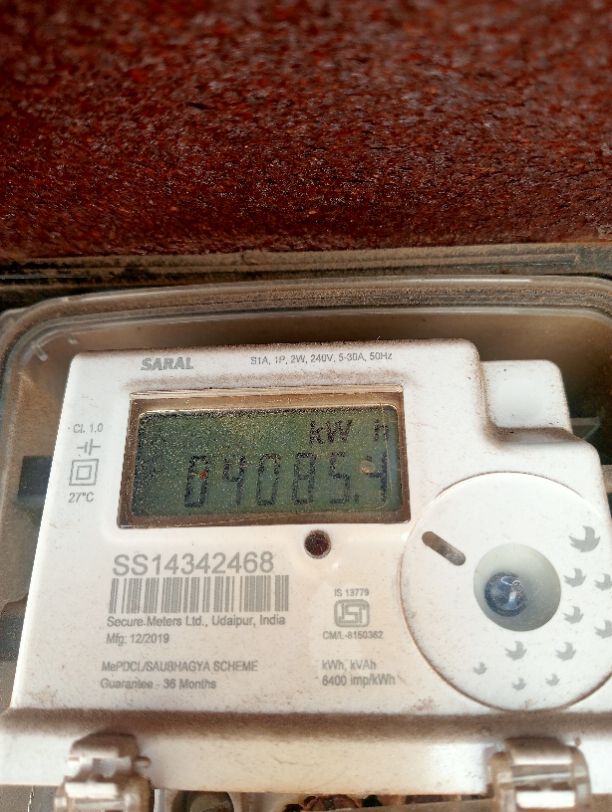 SARAL
S1A, 1P, 2W, 240V, 5-30A, 50Hz
Cl. 1.0
kW h
04085.4
27°C
SS14342468
Secure Meters Ltd., Udaipur, India
Mfg: 12/2019
IS 13779
CM/L-8150362
MePDCL/SAUBHAGYA SCHEME
Guarantee - 36 Months
kWh, kVAh
6400 imp/kWh